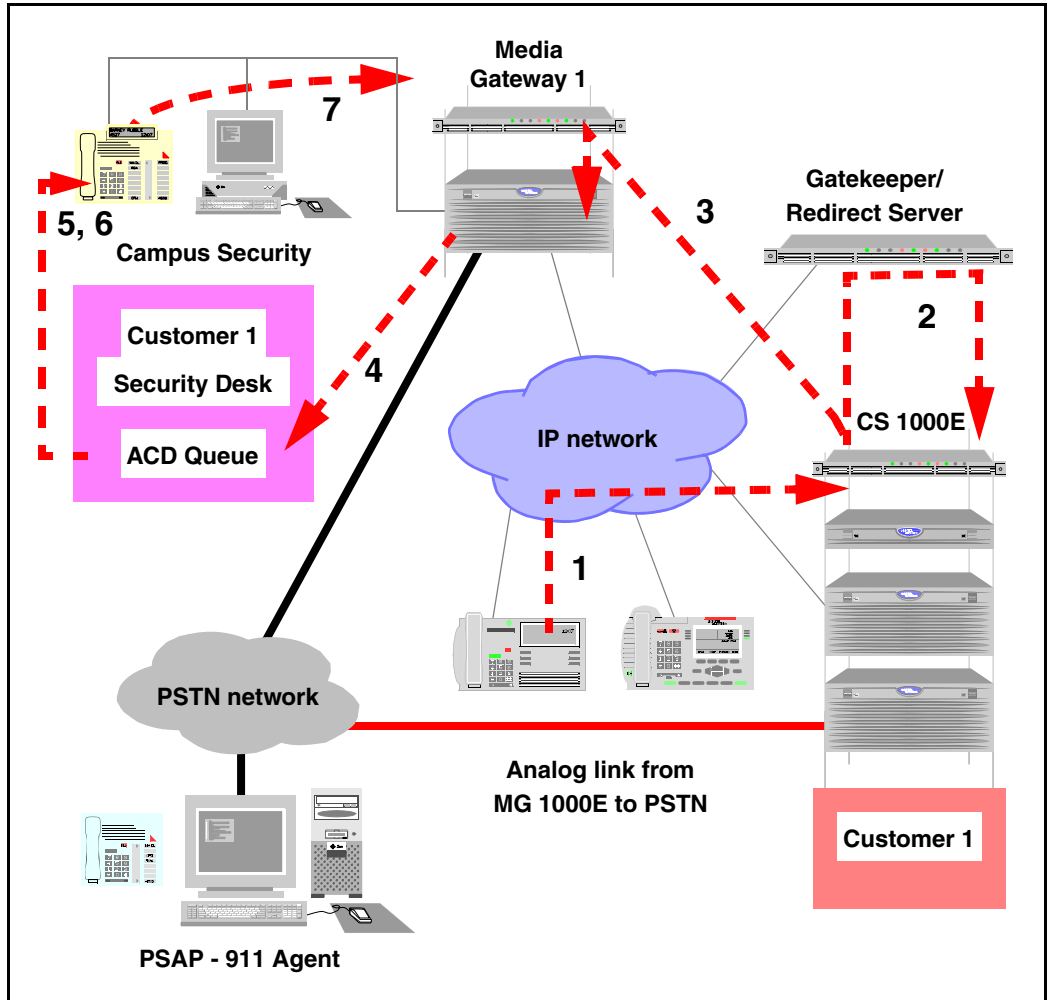 Media
Gateway 1
7
3
Gatekeeper/
Redirect Server
5, 6
Campus Security
2
Customer 1
Security Desk
ACD Queue
4
CS 1000E
IP network
1
PSTN network
Analog link from
MG 1000E to PSTN
Customer 1
PSAP - 911 Agent